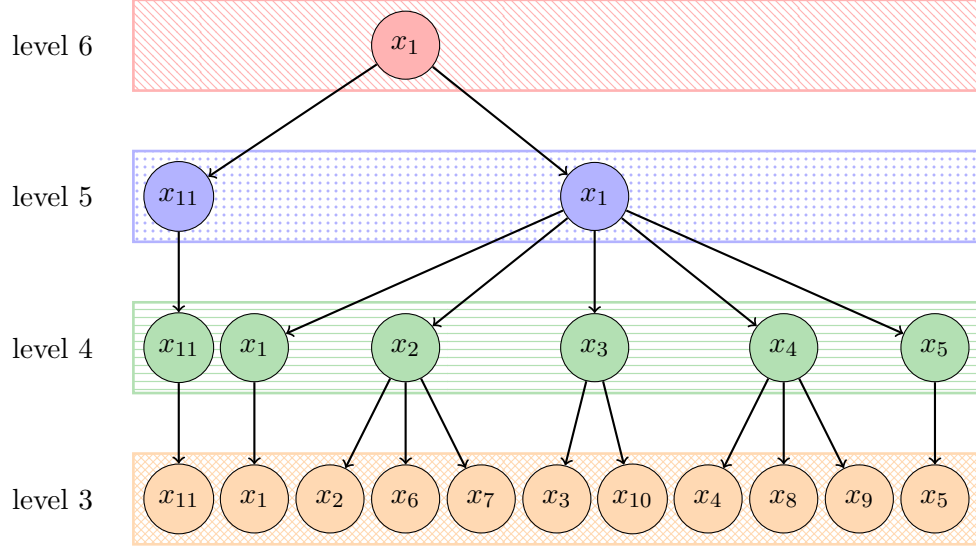 level 6 x₁
level 5 x₁₁ x₁
level 4 x₁₁ x₁ x₂ x₃ x₄ x₅
level 3 x₁₁ x₁ x₂ x₆ x₇ x₃ x₁₀ x₄ x₈ x₉ x₅